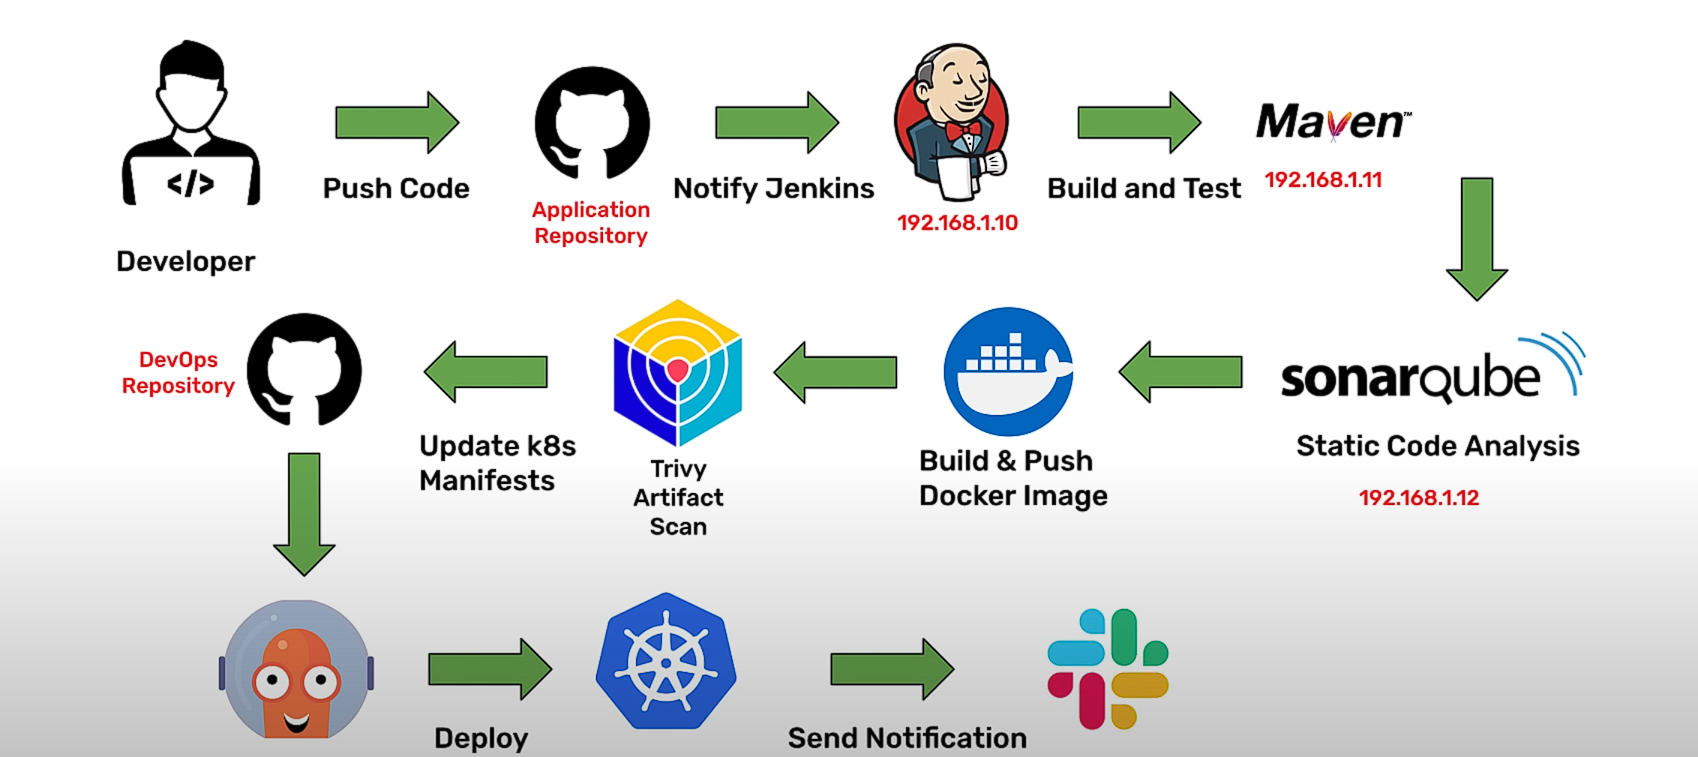 Push Code
Notify Jenkins
Build and Test
Maven™
192.168.1.11
</>
Application
Repository
192.168.1.10
Developer
DevOps
Repository
sonarqube
Update k8s
Manifests
Trivy
Artifact
Scan
Build & Push
Docker Image
Static Code Analysis
192.168.1.12
Deploy
Send Notification